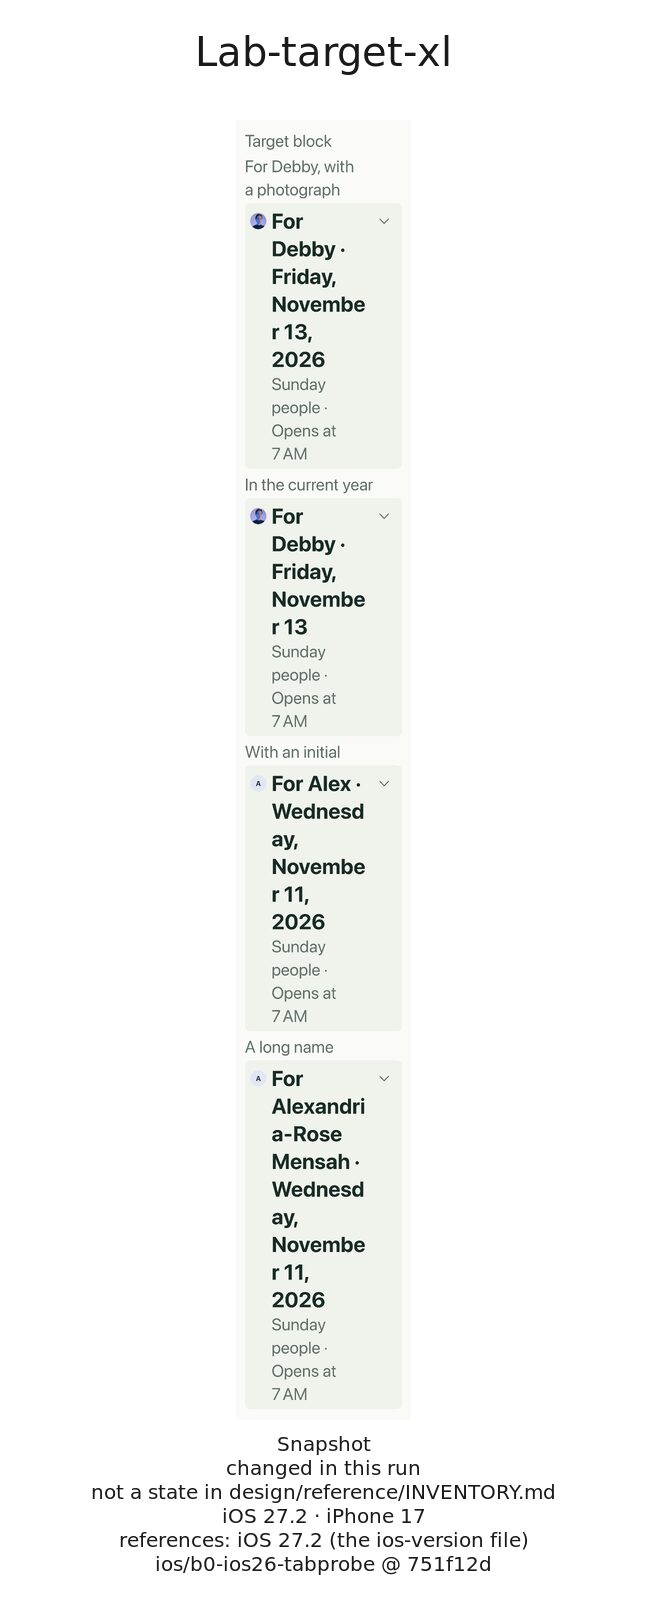 Lab-target-xl
Target block
For Debby, with
a photograph
For
Debby ·
Friday,
Novembe
r 13,
2026
Sunday
people ·
Opens at
7 AM
In the current year
For
Debby ·
Friday,
Novembe
r 13
Sunday
people ·
Opens at
7 AM
With an initial
A
For Alex ·
Wednesd
ay,
Novembe
r 11,
2026
Sunday
people ·
Opens at
7 AM
A long name
A
For
Alexandri
a-Rose
Mensah ·
Wednesd
ay,
Novembe
r 11,
2026
Sunday
people ·
Opens at
7 AM
Snapshot
changed in this run
not a state in design/reference/INVENTORY.md
iOS 27.2 · iPhone 17
references: iOS 27.2 (the ios-version file)
ios/b0-ios26-tabprobe @ 751f12d